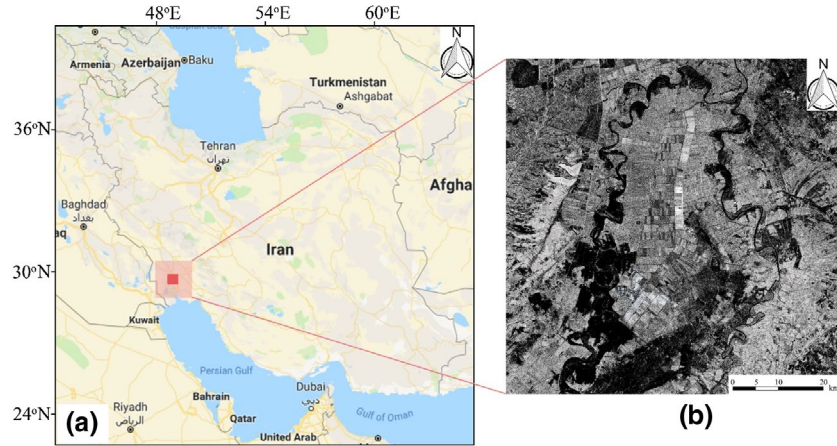 48°E 54°E 60°E
Caspian Sea
N
Armenia
Azerbaijan
Baku
Turkmenistan
Ashgabat
36°N
Tehran
تهران
Afgha
Baghdad
بغداد
aq
Iran
30°N
Kuwait
Persian Gulf
Dubai
دبي
Bahrain
Qatar
Gulf of Oman
Riyadh
الرياض
24°N
United Arab
(a)
N
0 5 10 20
km
(b)